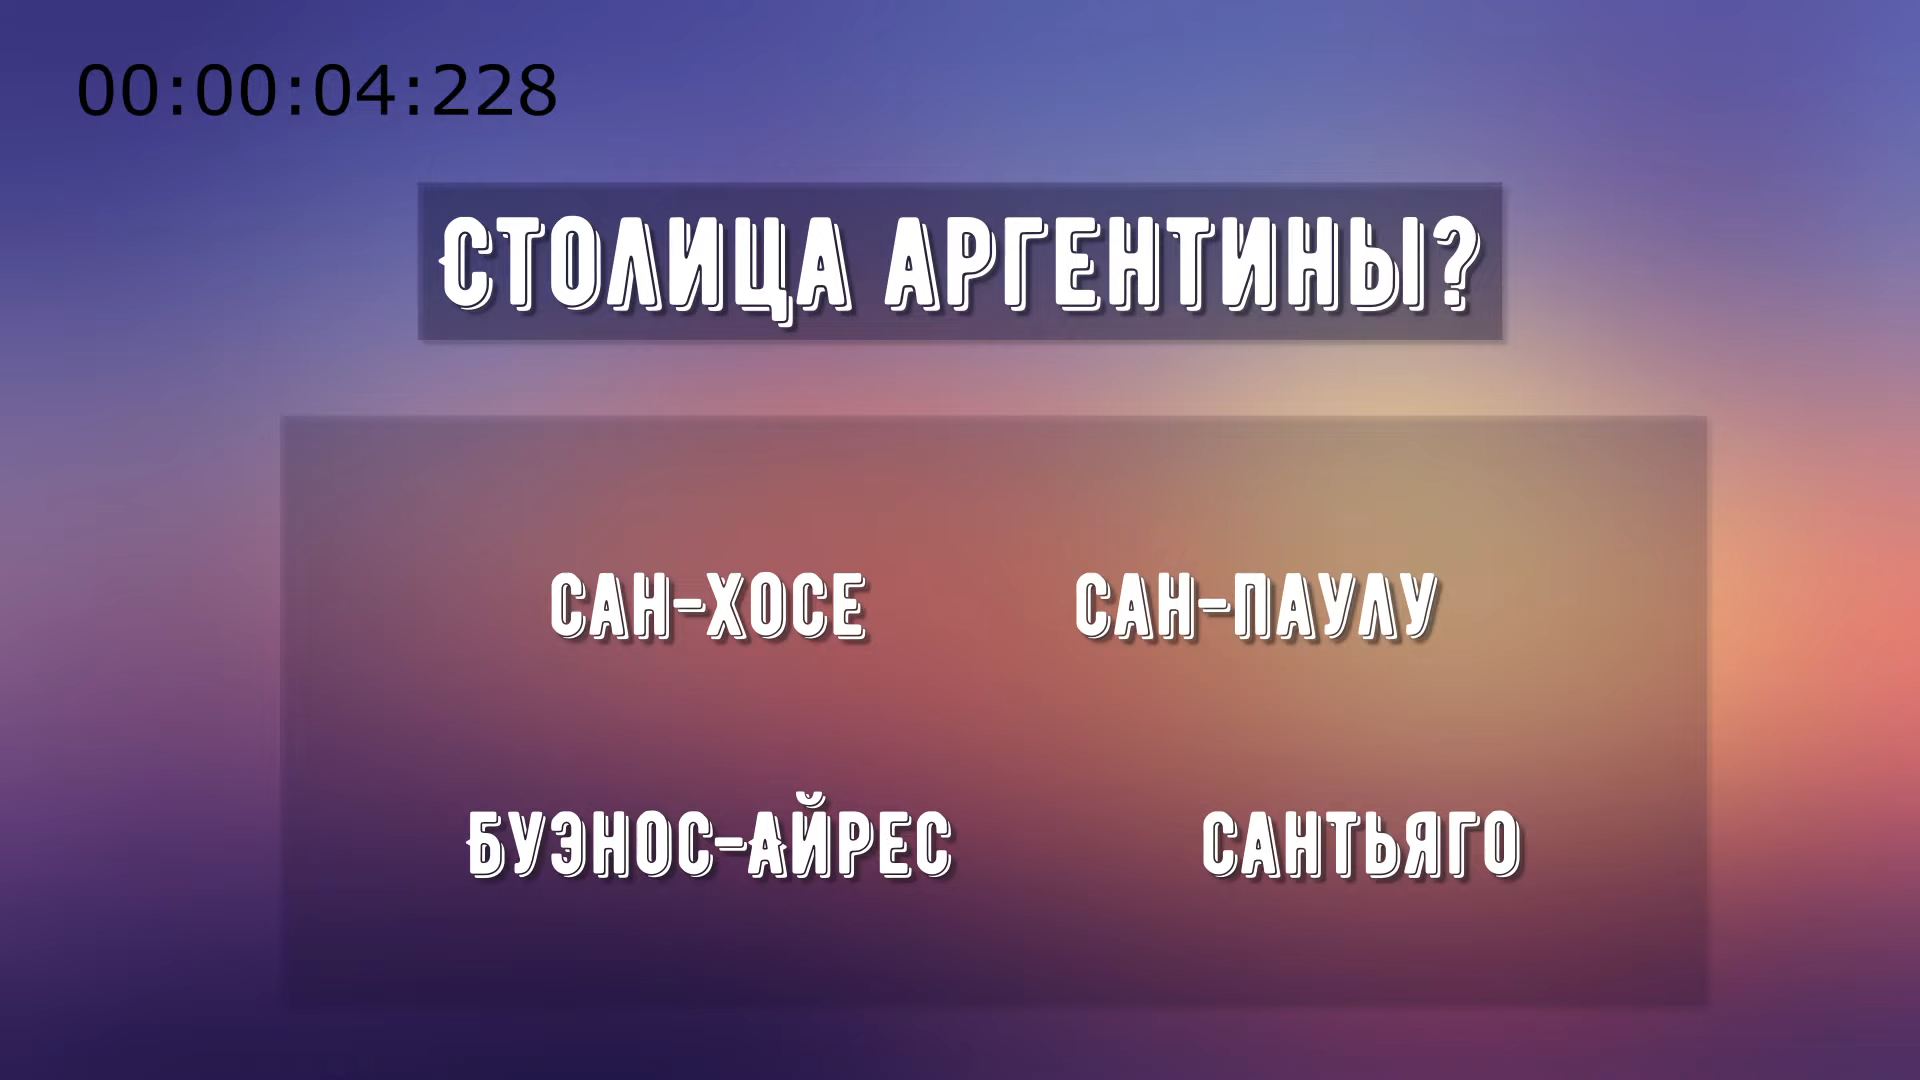 00:00:04:228
СТОЛИЦА АРГЕНТИНЫ?
САН-ХОСЕ САН-ПАУЛУ
БУЭНОС-АЙРЕС САНТЬЯГО